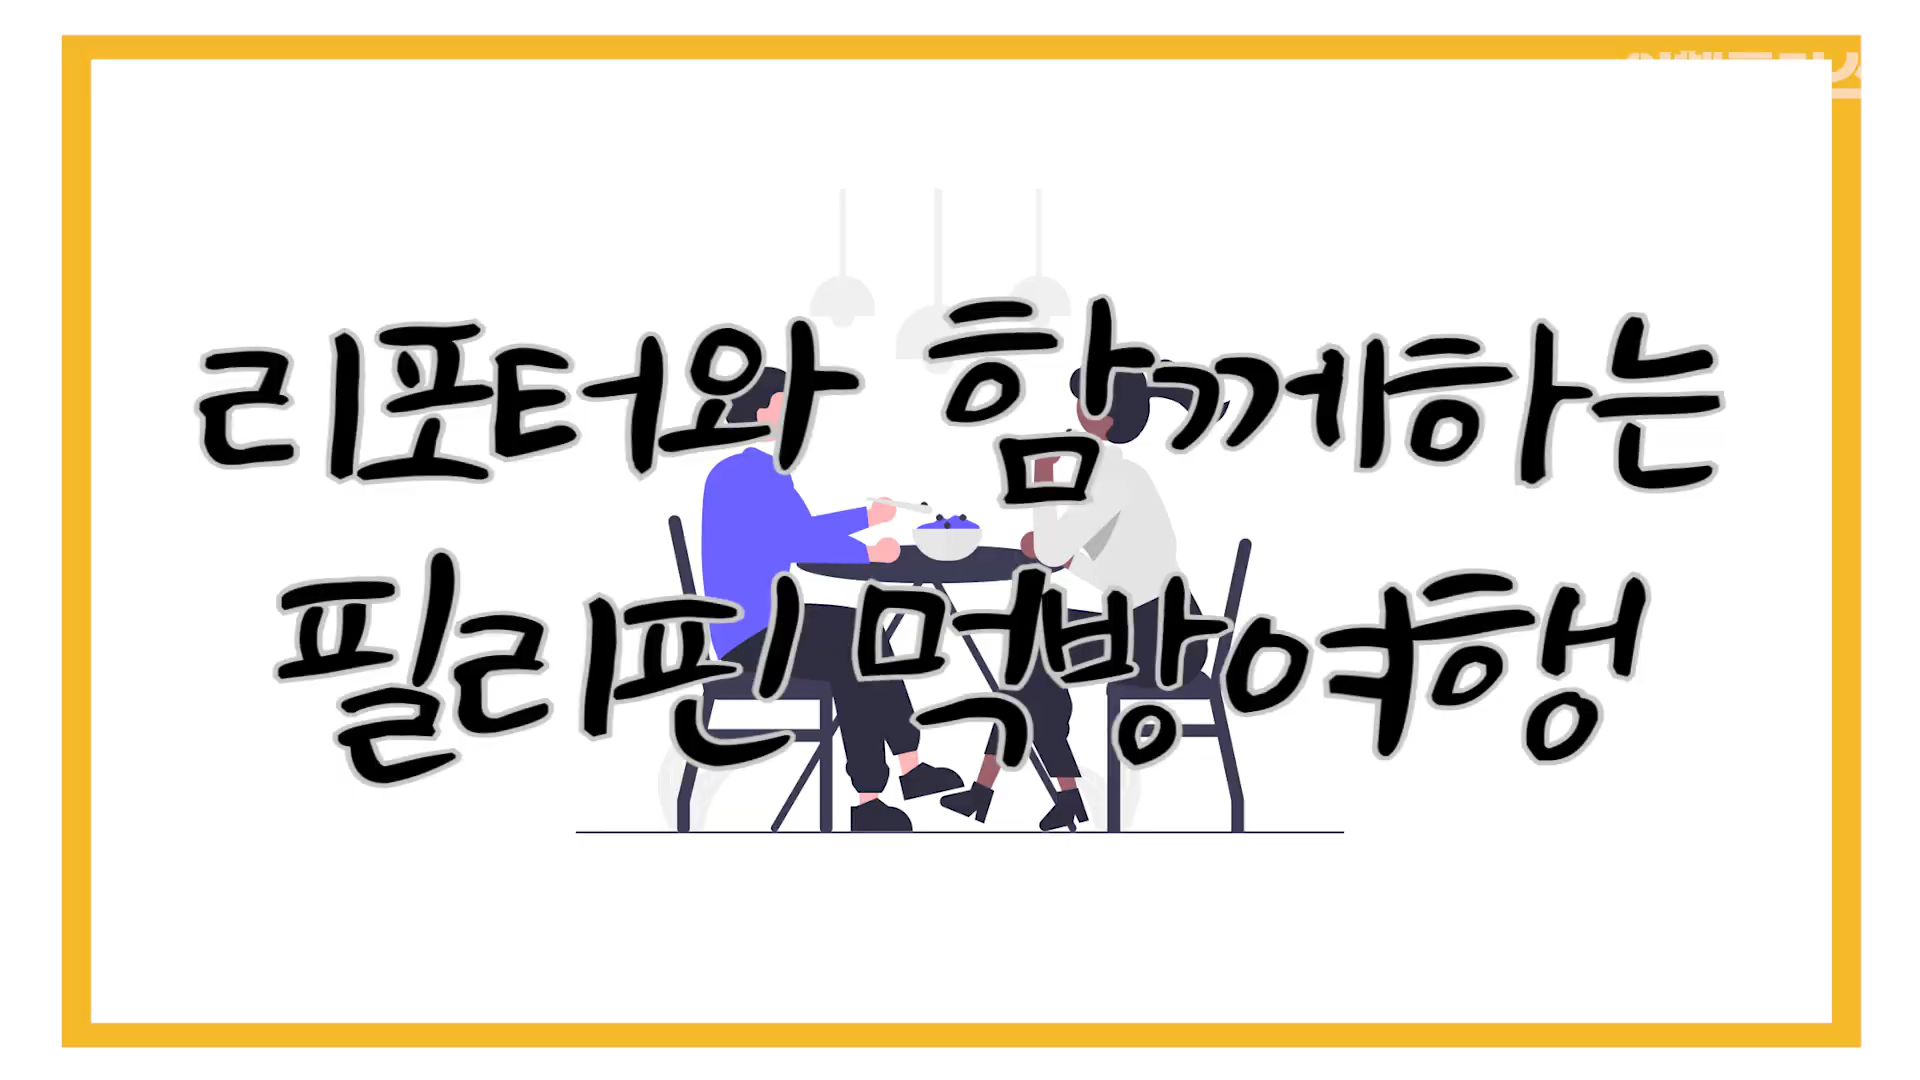 리포터와 함께하는
필리핀 먹방여행